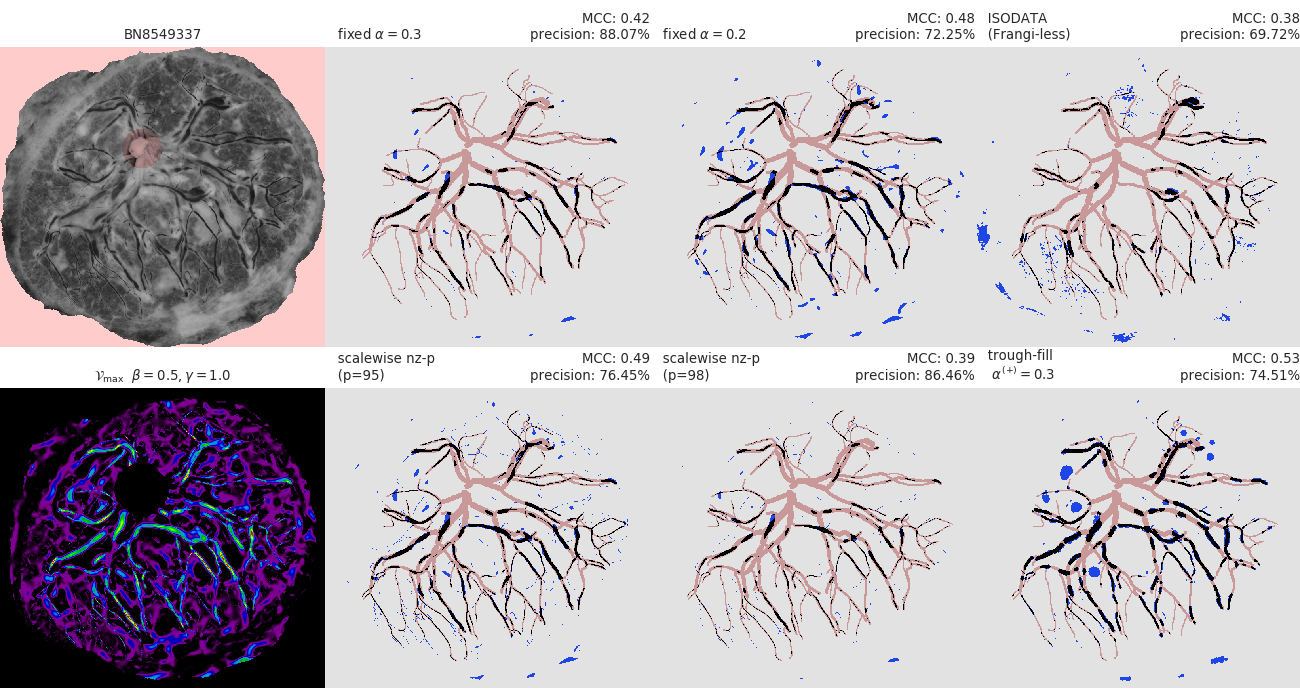 BN8549337
fixed α = 0.3
MCC: 0.42
precision: 88.07%
fixed α = 0.2
MCC: 0.48
precision: 72.25%
ISODATA
(Frangi-less)
MCC: 0.38
precision: 69.72%
𝒱max β = 0.5, γ = 1.0
scalewise nz-p
(p=95)
MCC: 0.49
precision: 76.45%
scalewise nz-p
(p=98)
MCC: 0.39
precision: 86.46%
trough-fill
α(+) = 0.3
MCC: 0.53
precision: 74.51%